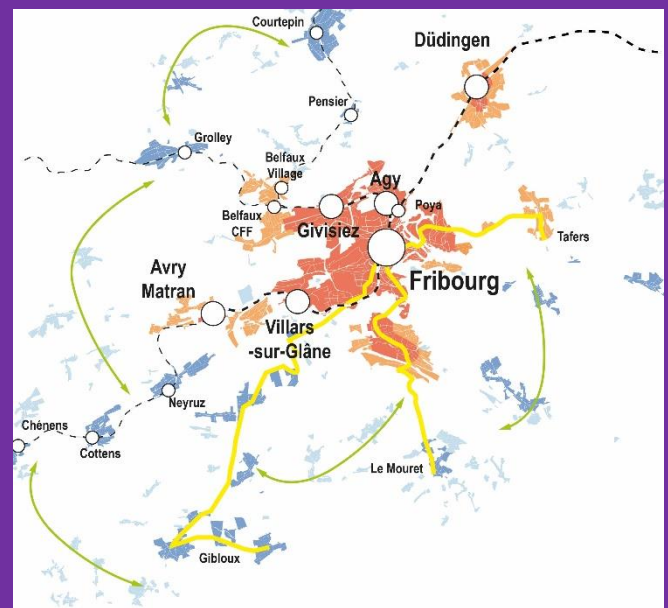 Courtepin
Düdingen
Pensier
Grolley
Belfaux
Village
Agy
Poya
Belfaux
CFF
Givisiez
Tafers
Avry
Matran
Fribourg
Villars
-sur-Glâne
Neyruz
Chénens
Cottens
Le Mouret
Gibloux